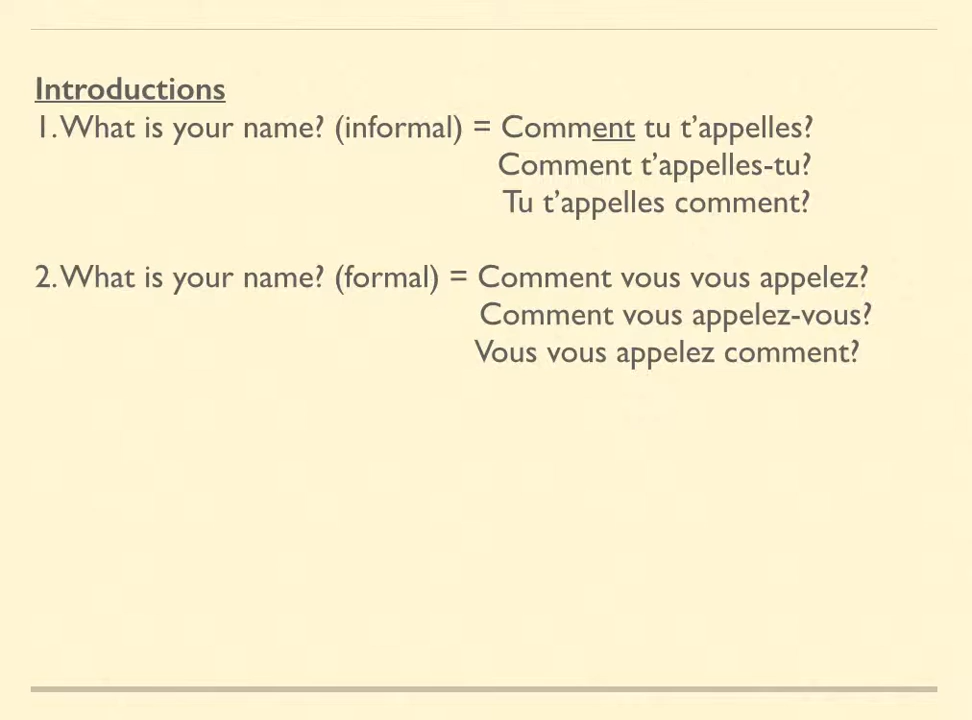 Introductions
1. What is your name? (informal) = Comment tu t’appelles?
Comment t’appelles-tu?
Tu t’appelles comment?
2. What is your name? (formal) = Comment vous vous appelez?
Comment vous appelez-vous?
Vous vous appelez comment?